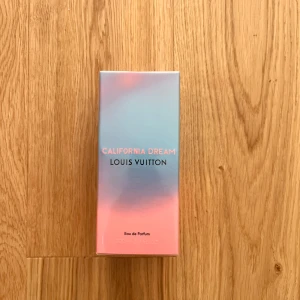 CALIFORNIA DREAM
LOUIS VUITTON
Eau de Parfum